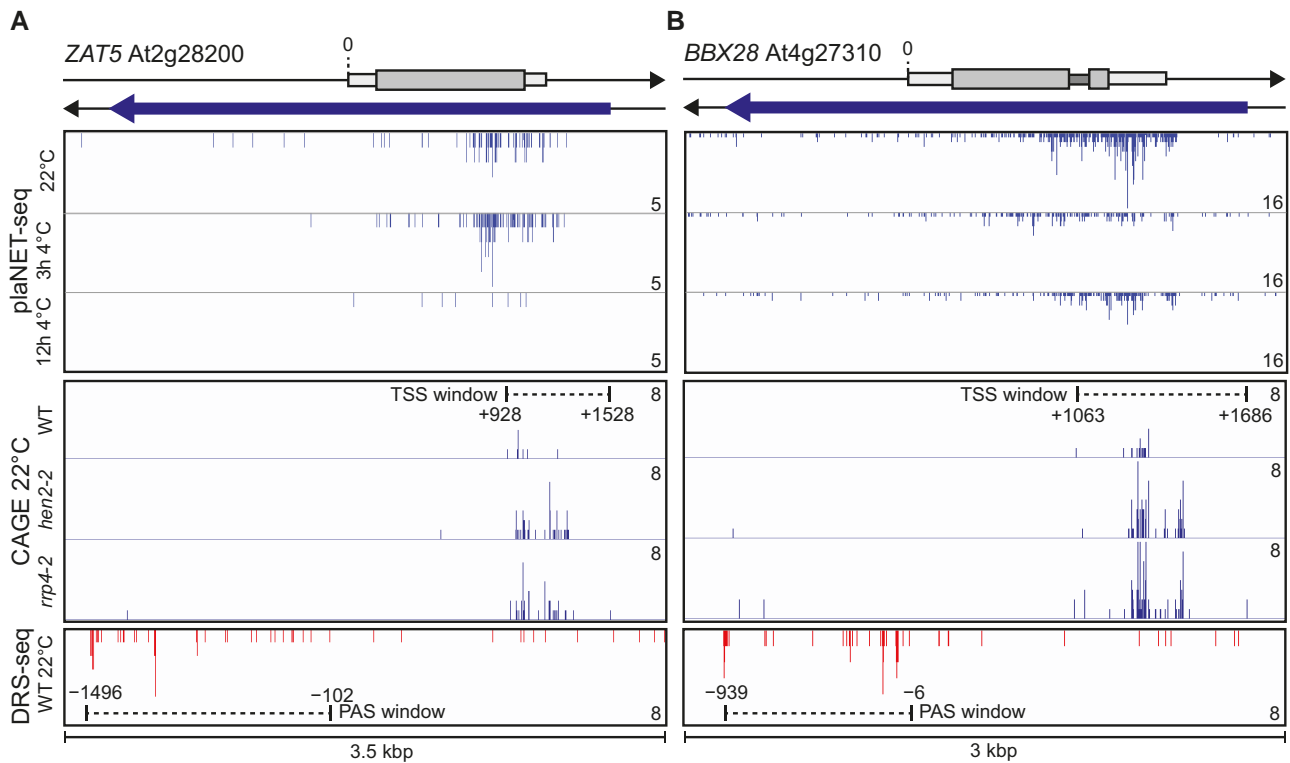 A
ZAT5 At2g28200
0
plaNET-seq
22°C
5
3h 4°C
5
12h 4°C
5
CAGE 22°C
WT
TSS window
+928
+1528
8
hen2-2
8
rrp4-2
8
DRS-seq
WT 22°C
−1496
−102
PAS window
8
3.5 kbp
B
BBX28 At4g27310
0
16
16
16
TSS window
+1063
+1686
8
8
8
−939
−6
PAS window
8
3 kbp